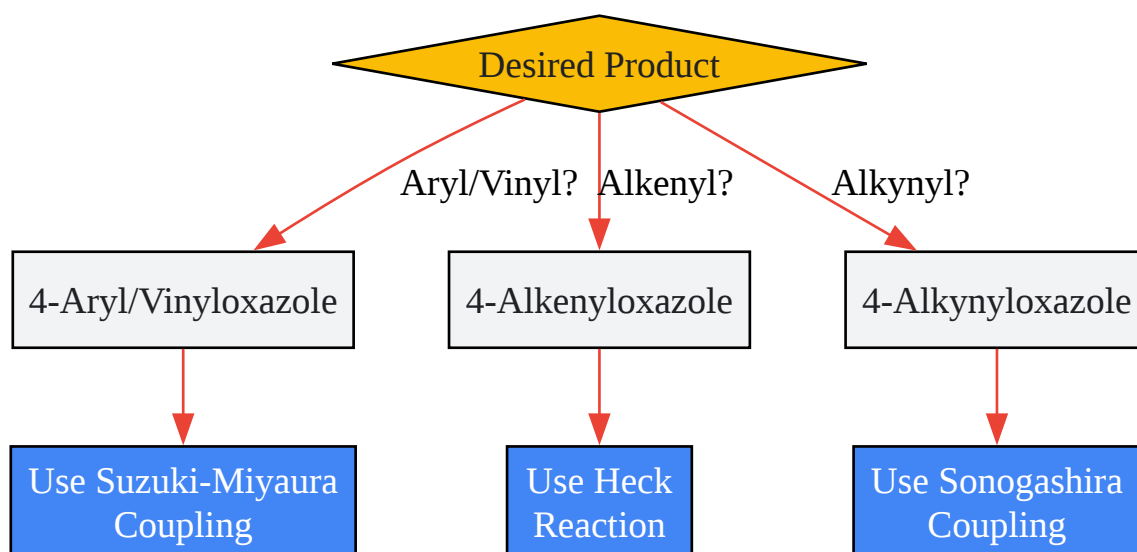 Desired Product
Aryl/Vinyl?
Alkenyl?
Alkynyl?
4-Aryl/Vinyloxazole
4-Alkenyloxazole
4-Alkynyloxazole
Use Suzuki-Miyaura
Coupling
Use Heck
Reaction
Use Sonogashira
Coupling